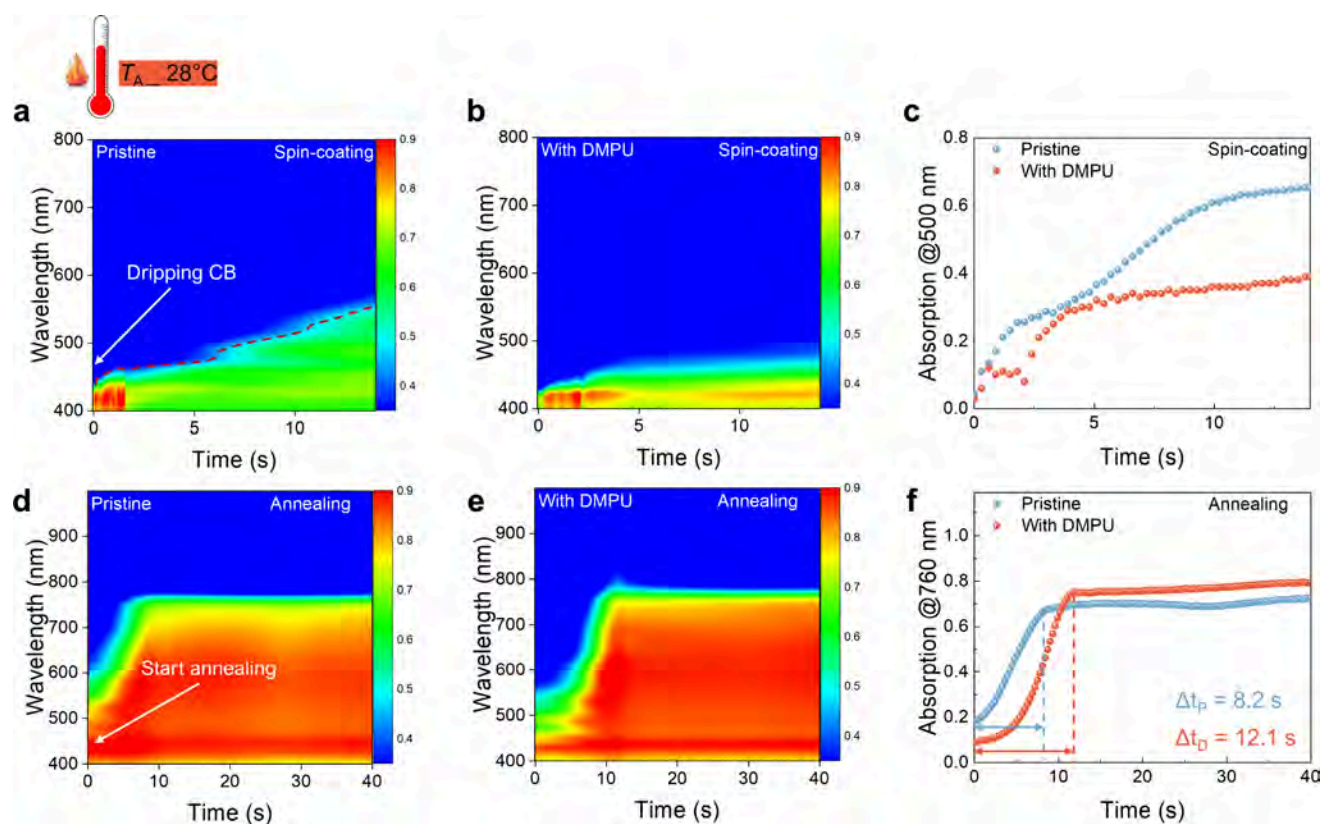 T_A_ 28°C
a
b
c
800
700
600
500
400
Wavelength (nm)
Pristine Spin-coating
Dripping CB
0 5 10
Time (s)
0.9
0.8
0.7
0.6
0.5
0.4
800
700
600
500
400
Wavelength (nm)
With DMPU Spin-coating
0 5 10
Time (s)
0.9
0.8
0.7
0.6
0.5
0.4
0.8
0.6
0.4
0.2
0.0
Absorption @500 nm
Pristine Spin-coating
With DMPU
0 5 10
Time (s)
d
e
f
900
800
700
600
500
400
Wavelength (nm)
Pristine Annealing
Start annealing
0 10 20 30 40
Time (s)
0.9
0.8
0.7
0.6
0.5
0.4
900
800
700
600
500
400
Wavelength (nm)
With DMPU Annealing
0 10 20 30 40
Time (s)
0.9
0.8
0.7
0.6
0.5
0.4
1.0
0.8
0.6
0.4
0.2
0.0
Absorption @760 nm
Pristine Annealing
With DMPU
Δt_P = 8.2 s
Δt_D = 12.1 s
0 10 20 30 40
Time (s)